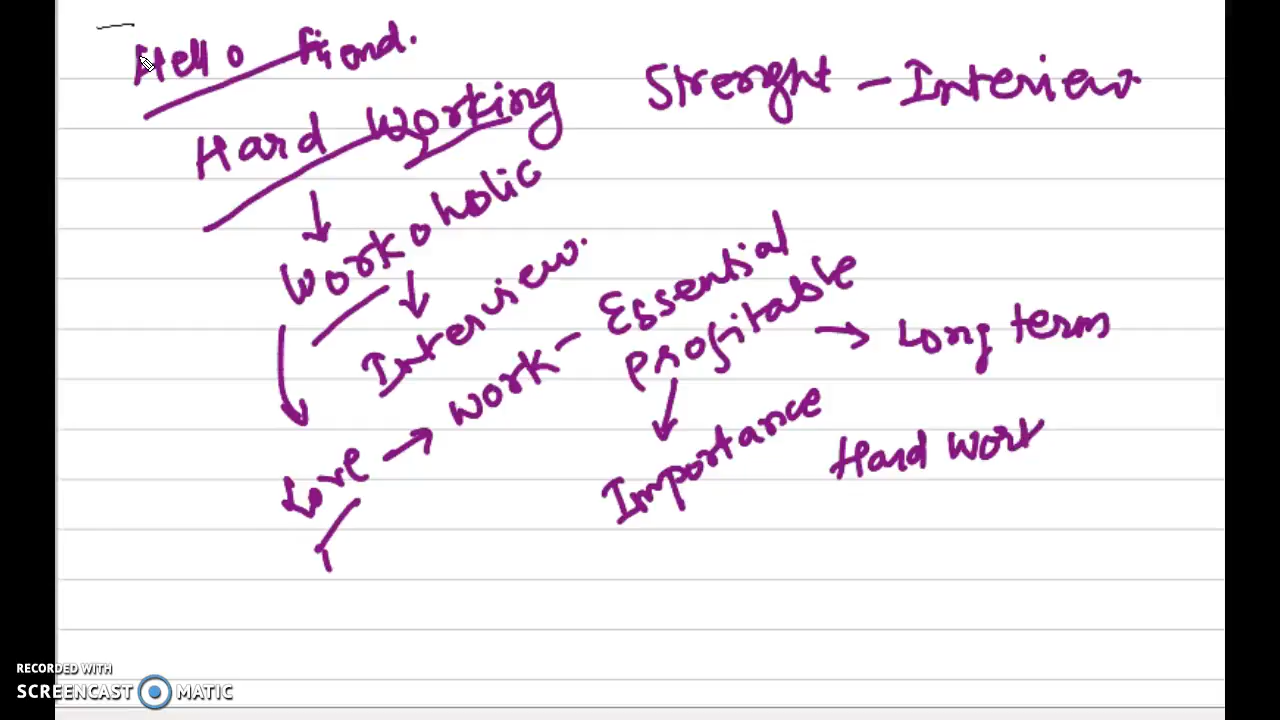 Hello fiend.
Strenght - Interview
Hard Working
Workoholic
Interview.
Love → Work - Essential
Profitable → Long term
Importance
Hard Work
RECORDED WITH
SCREENCAST MATIC